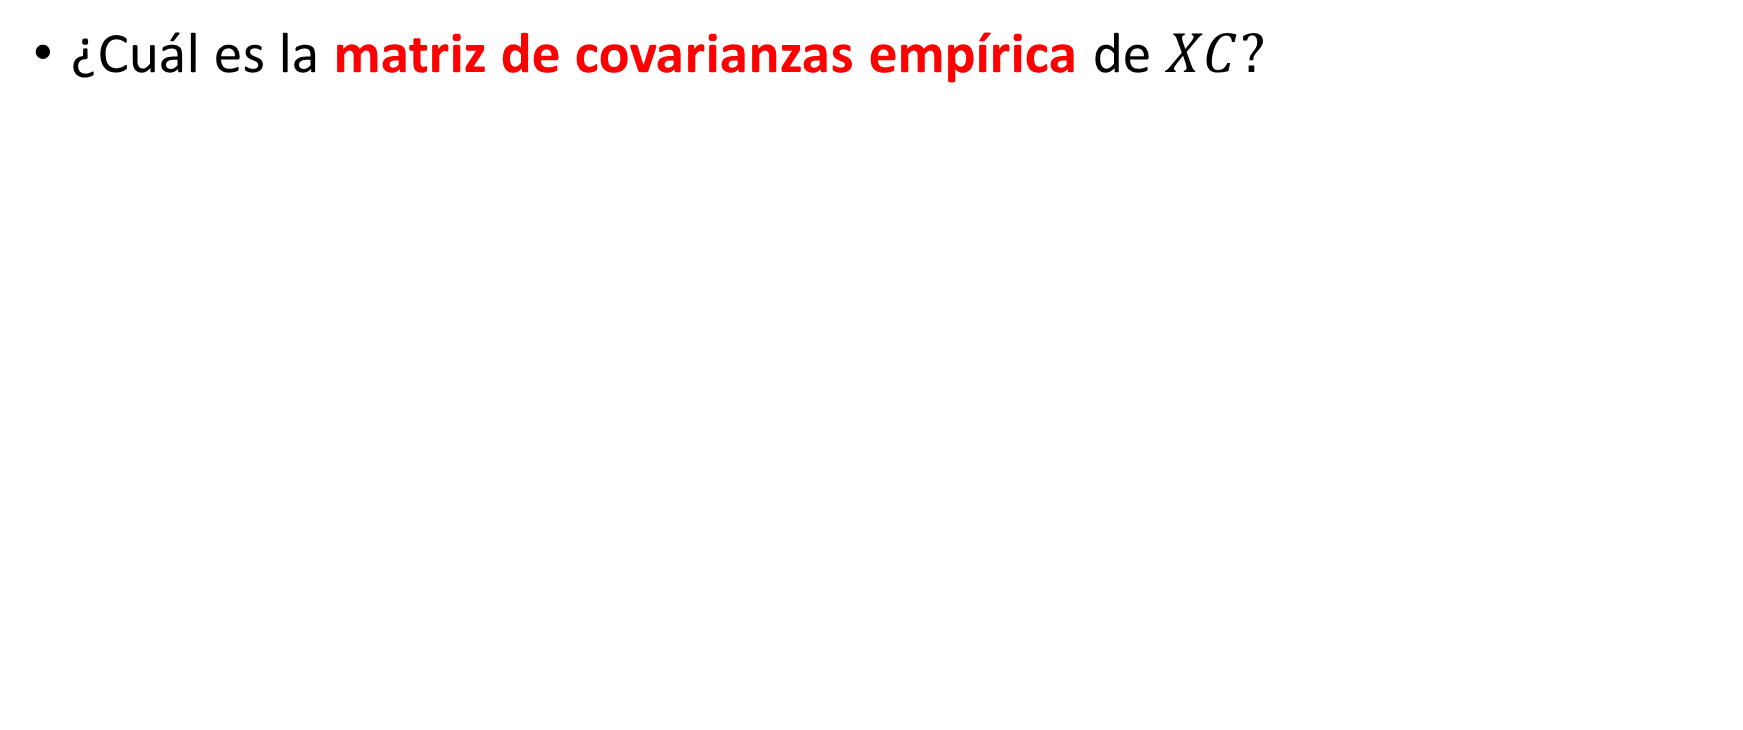 • ¿Cuál es la matriz de covarianzas empírica de XC?